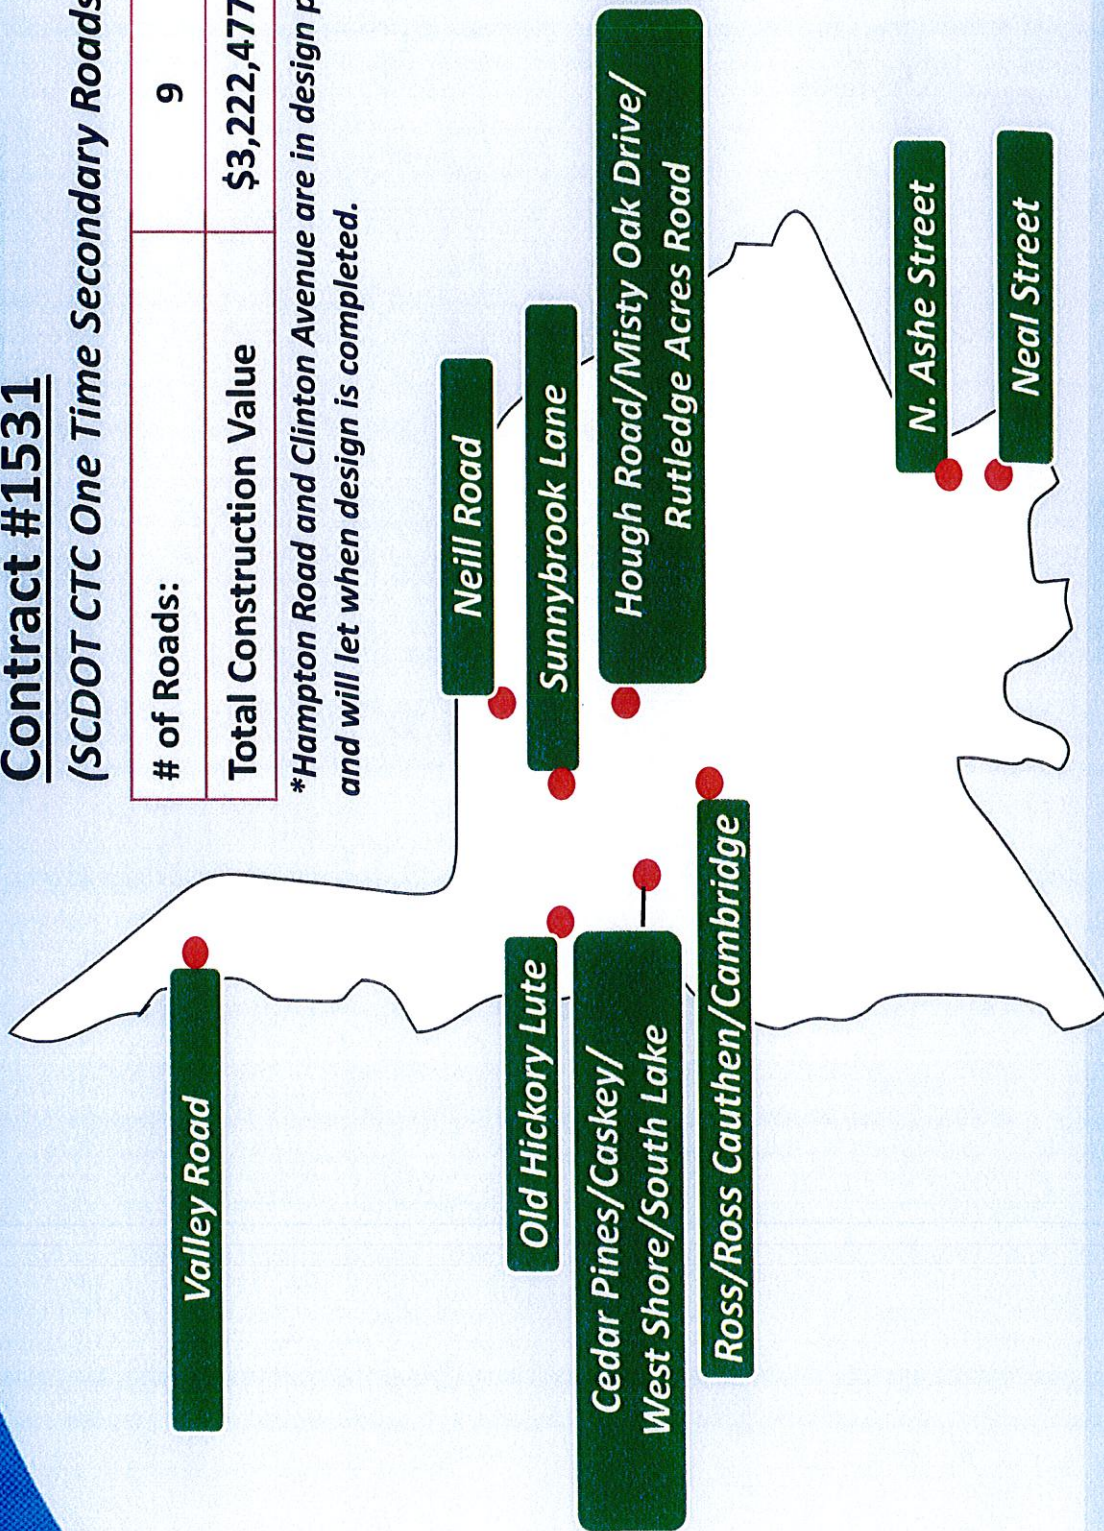 Contract #1531
(SCDOT CTC One Time Secondary Roads
# of Roads: 9
Total Construction Value $3,222,477
*Hampton Road and Clinton Avenue are in design
and will let when design is completed.
Valley Road
Neill Road
Sunnybrook Lane
Hough Road/Misty Oak Drive/
Rutledge Acres Road
Old Hickory Lute
Cedar Pines/Caskey/
West Shore/South Lake
Ross/Ross Cauthen/Cambridge
N. Ashe Street
Neal Street